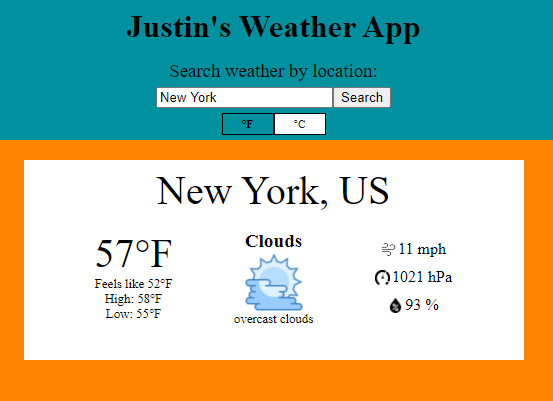 Justin's Weather App
Search weather by location:
New York Search
°F °C
New York, US
57°F
Feels like 52°F
High: 58°F
Low: 55°F
Clouds
overcast clouds
11 mph
1021 hPa
93 %